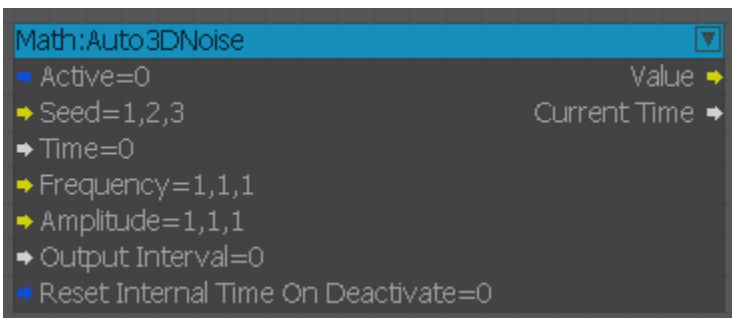 Math:Auto3DNoise
Active=0 Value
Seed=1,2,3 Current Time
Time=0
Frequency=1,1,1
Amplitude=1,1,1
Output Interval=0
Reset Internal Time On Deactivate=0